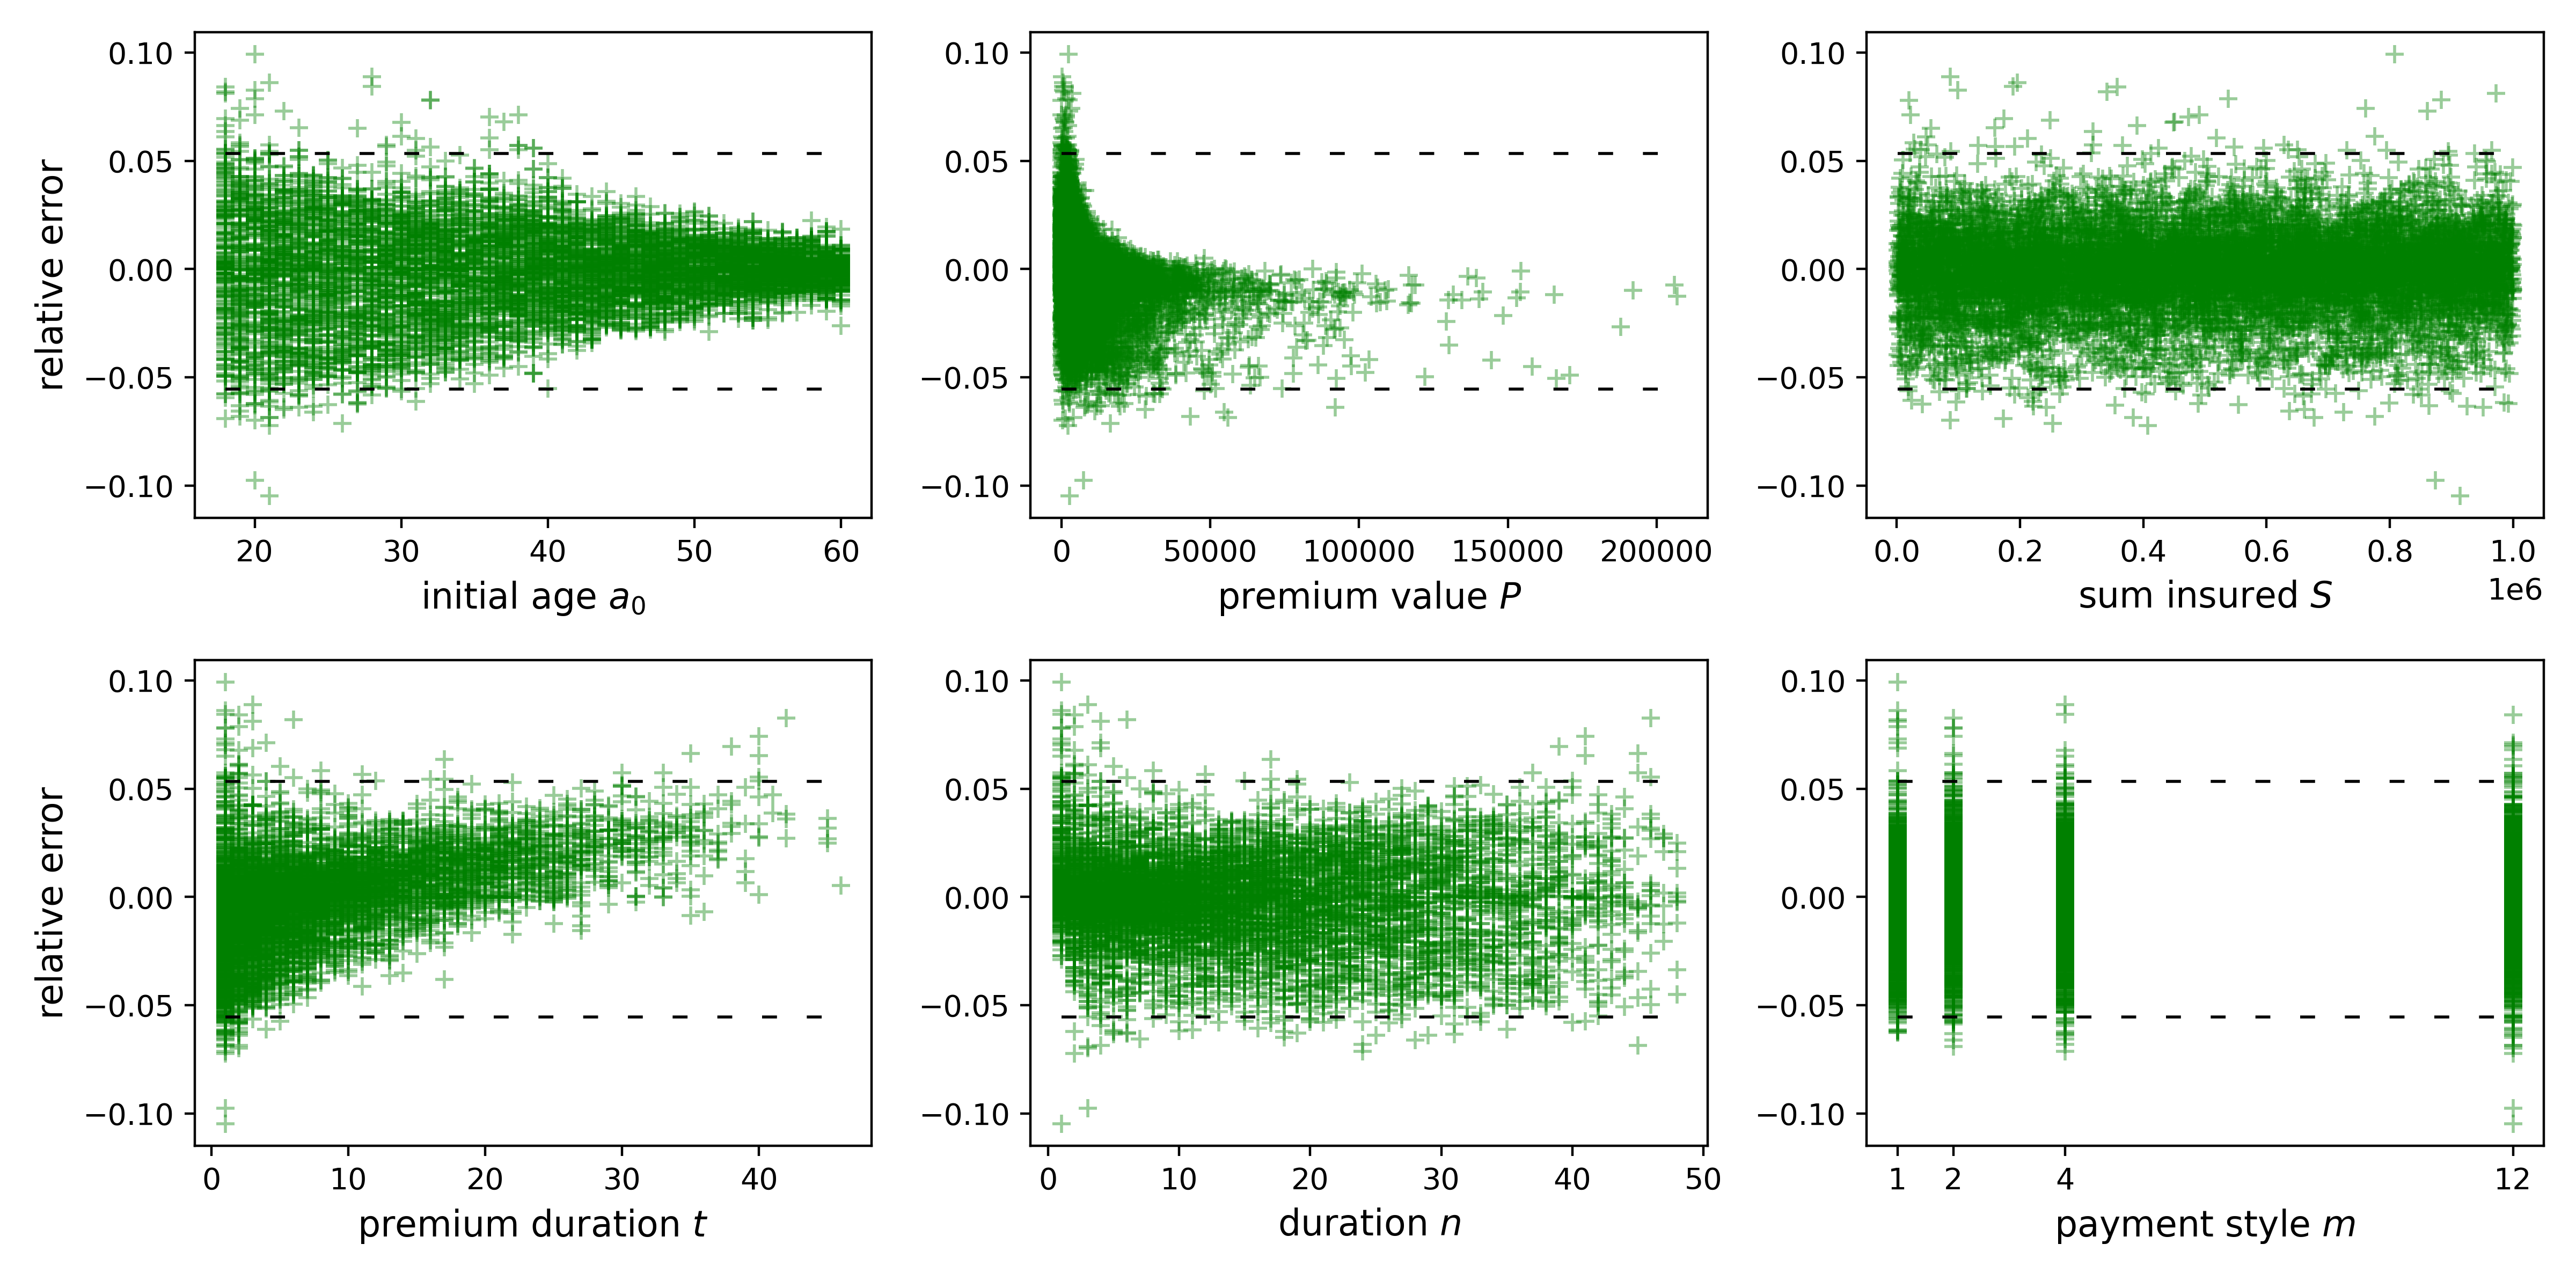 0.10
0.05
0.00
−0.05
−0.10
relative error
20 30 40 50 60
initial age a₀
0.10
0.05
0.00
−0.05
−0.10
0 50000 100000 150000 200000
premium value P
0.10
0.05
0.00
−0.05
−0.10
0.0 0.2 0.4 0.6 0.8 1.0
1e6
sum insured S
0.10
0.05
0.00
−0.05
−0.10
relative error
0 10 20 30 40
premium duration t
0.10
0.05
0.00
−0.05
−0.10
0 10 20 30 40 50
duration n
0.10
0.05
0.00
−0.05
−0.10
1 2 4 12
payment style m